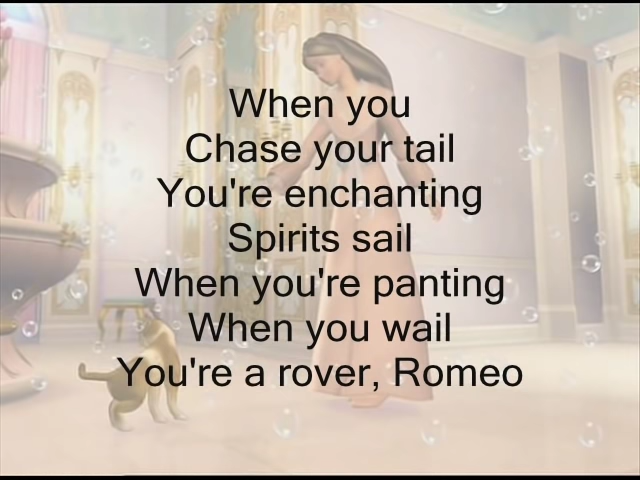 When you
Chase your tail
You're enchanting
Spirits sail
When you're panting
When you wail
You're a rover, Romeo